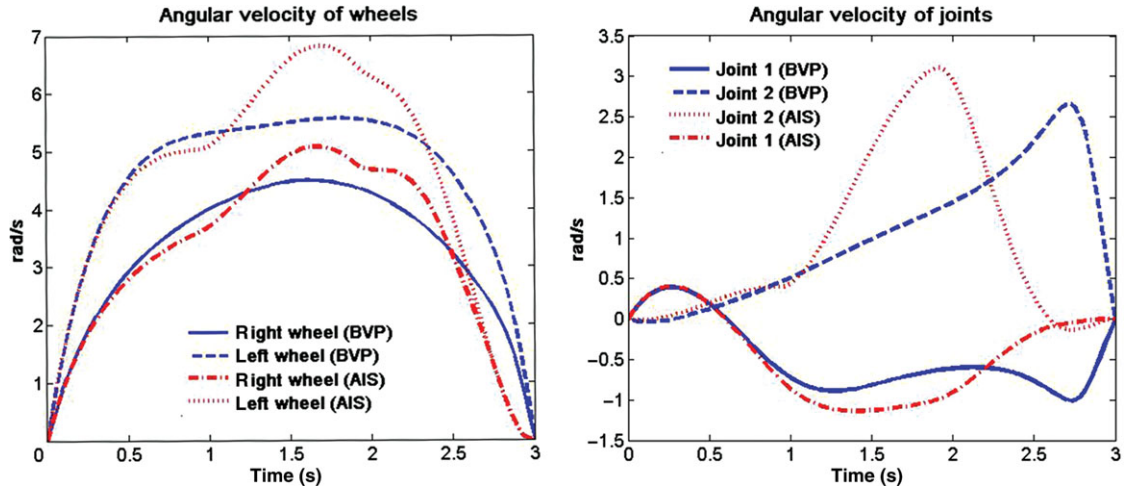 Angular velocity of wheels
7
6
5
4
3
2
1
0
0.5
1
1.5
2
2.5
3
rad/s
Time (s)
Right wheel (BVP)
Left wheel (BVP)
Right wheel (AIS)
Left wheel (AIS)
Angular velocity of joints
3.5
3
2.5
2
1.5
1
0.5
0
-0.5
-1
-1.5
0
0.5
1
1.5
2
2.5
3
rad/s
Time (s)
Joint 1 (BVP)
Joint 2 (BVP)
Joint 2 (AIS)
Joint 1 (AIS)